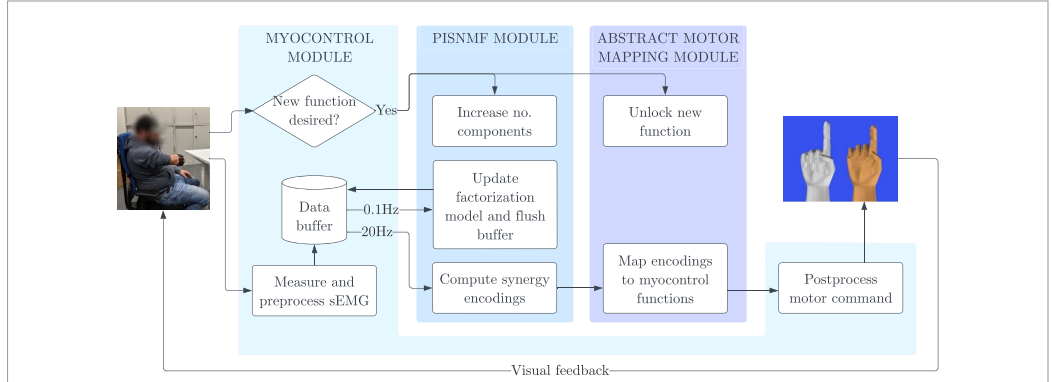 MYOCONTROL
MODULE
PISNMF MODULE
ABSTRACT MOTOR
MAPPING MODULE
New function
desired?
Yes
Increase no.
components
Unlock new
function
Data
buffer
0.1Hz
20Hz
Update
factorization
model and flush
buffer
Measure and
preprocess sEMG
Compute synergy
encodings
Map encodings
to myocontrol
functions
Postprocess
motor command
Visual feedback